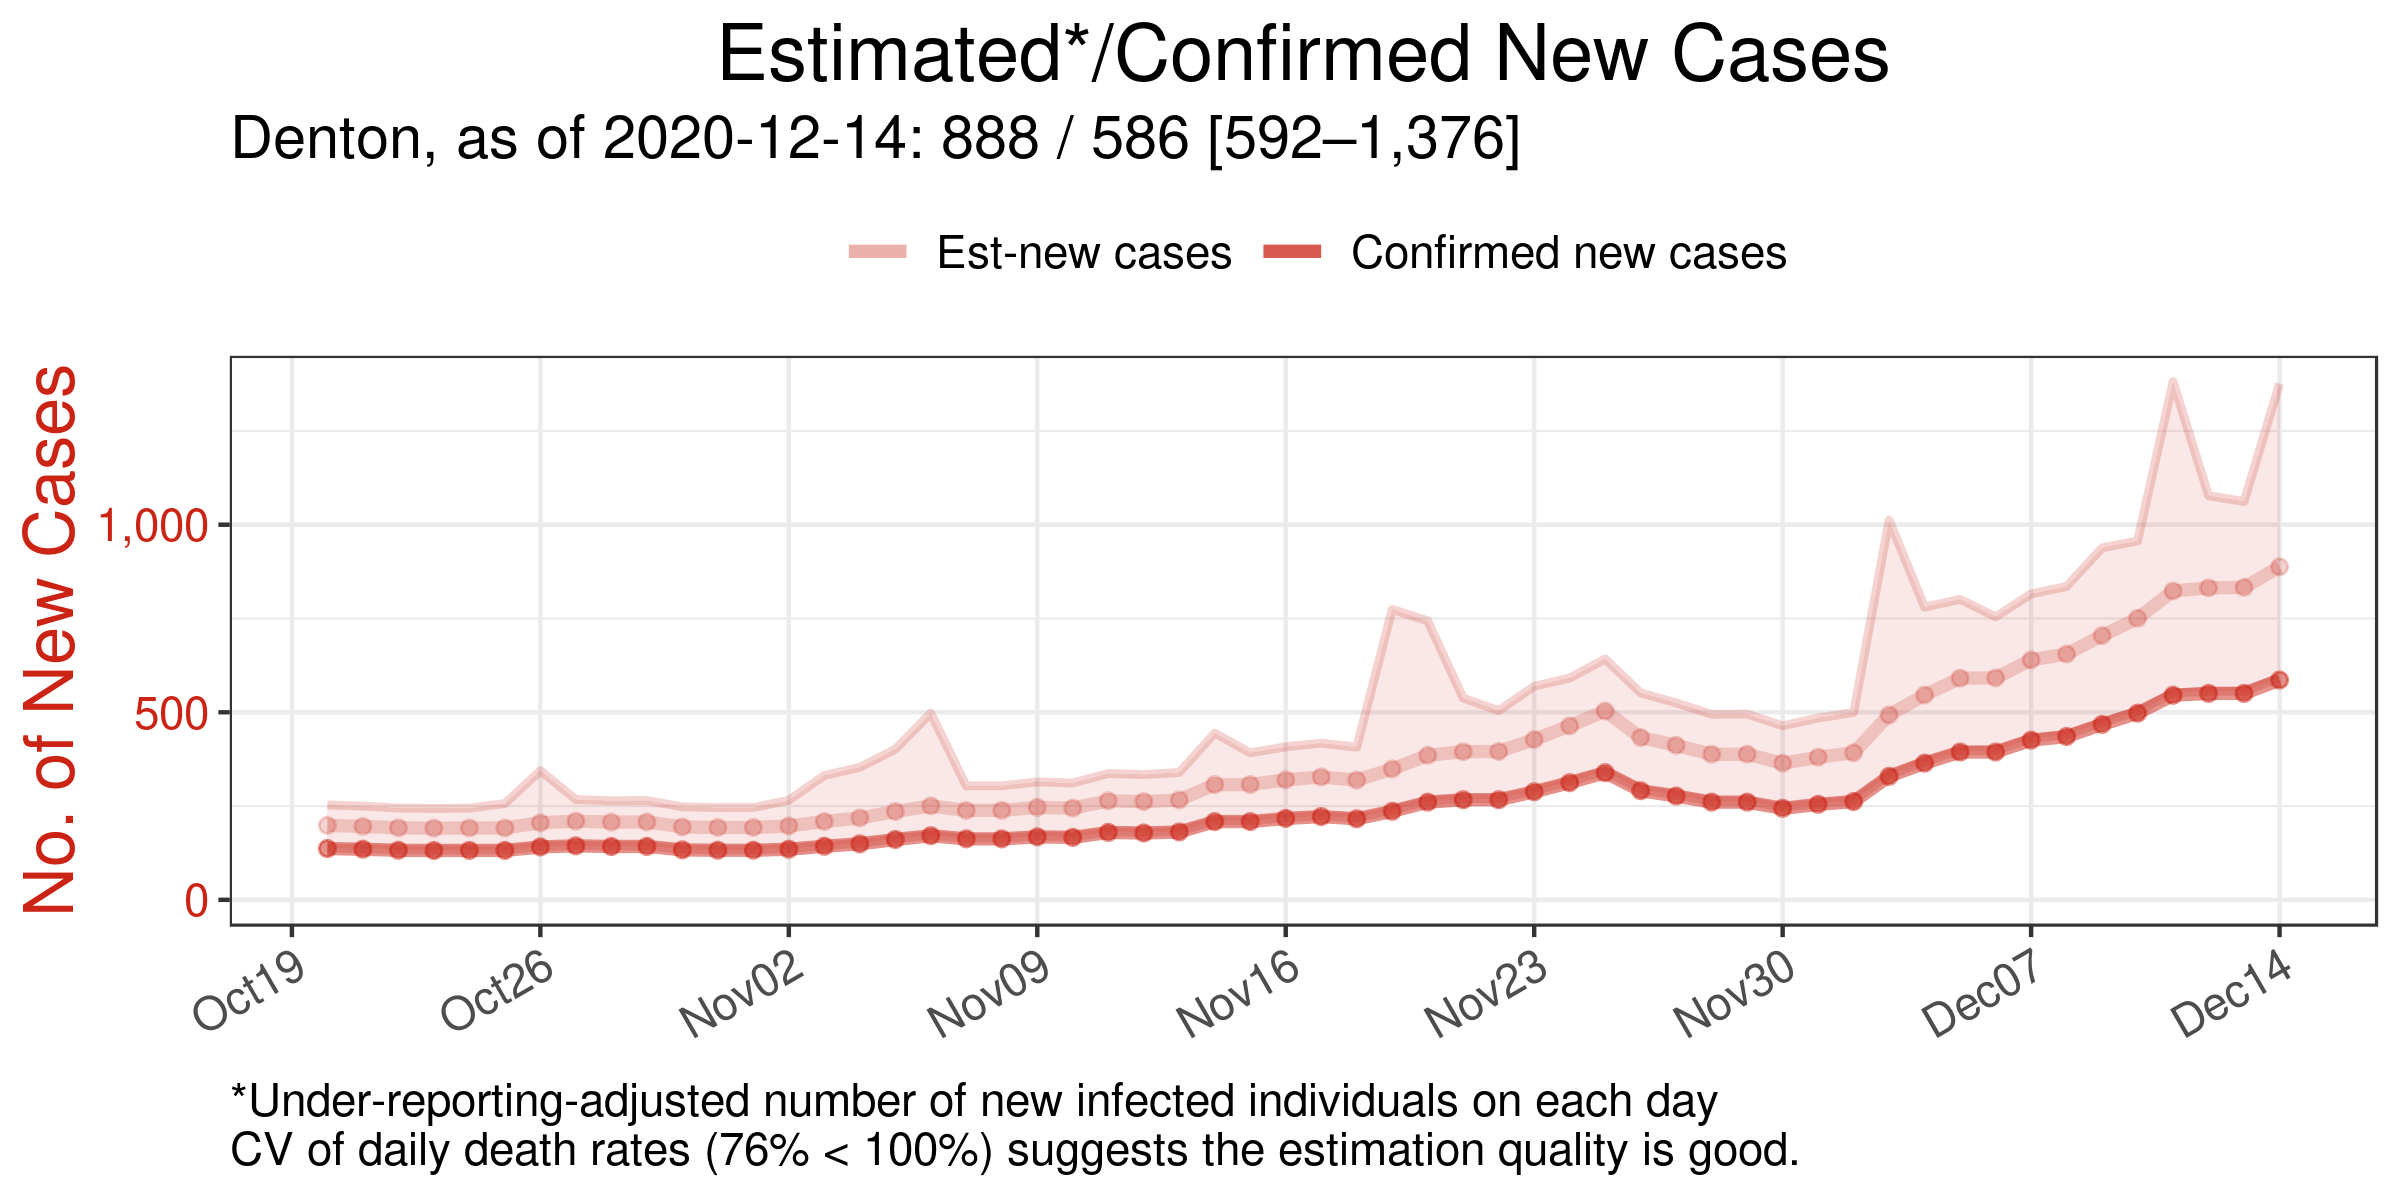 Estimated*/Confirmed New Cases
Denton, as of 2020-12-14: 888 / 586 [592–1,376]
Est-new cases
Confirmed new cases
No. of New Cases
1,000
500
0
Oct19
Oct26
Nov02
Nov09
Nov16
Nov23
Nov30
Dec07
Dec14
*Under-reporting-adjusted number of new infected individuals on each day
CV of daily death rates (76% < 100%) suggests the estimation quality is good.